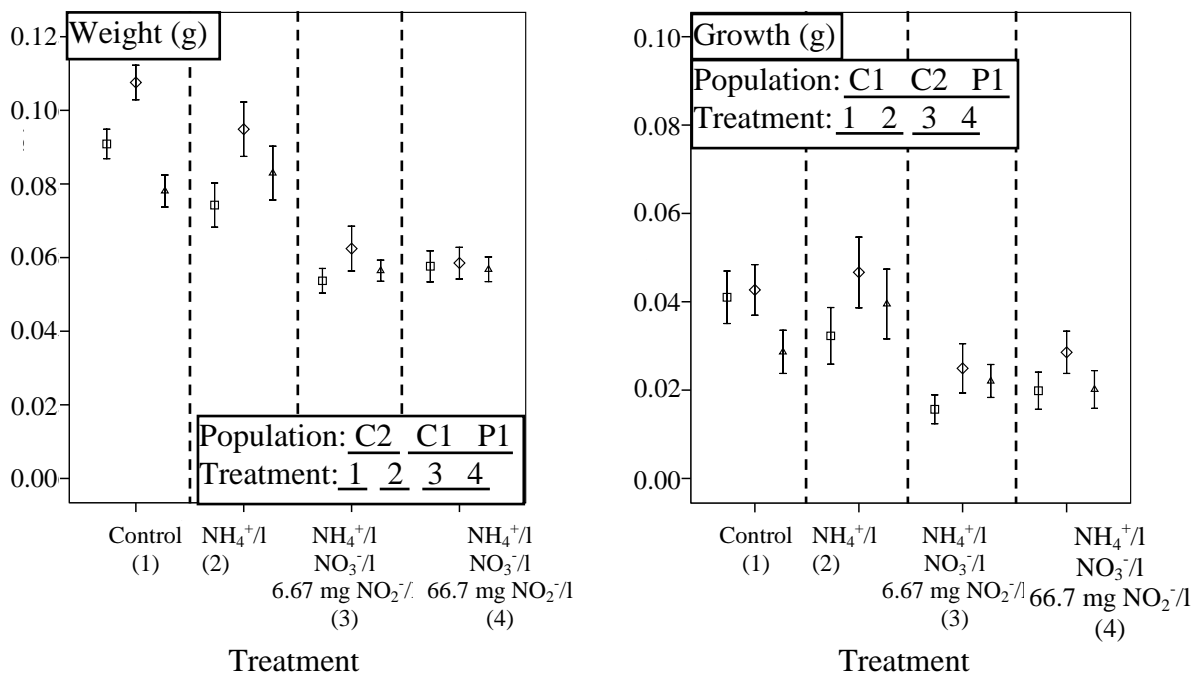 Weight (g)
0.12
0.10
0.08
0.06
0.04
0.02
0.00
Population: C2 C1 P1
Treatment: 1 2 3 4
Control
(1)
NH₄⁺/l
(2)
NH₄⁺/l
NO₃⁻/l
6.67 mg NO₂⁻/
(3)
NH₄⁺/l
NO₃⁻/l
66.7 mg NO₂⁻/l
(4)
Treatment
Growth (g)
Population: C1 C2 P1
Treatment: 1 2 3 4
0.10
0.08
0.06
0.04
0.02
0.00
Control
(1)
NH₄⁺/l
(2)
NH₄⁺/l
NO₃⁻/l
6.67 mg NO₂⁻/l
(3)
NH₄⁺/l
NO₃⁻/l
66.7 mg NO₂⁻/l
(4)
Treatment